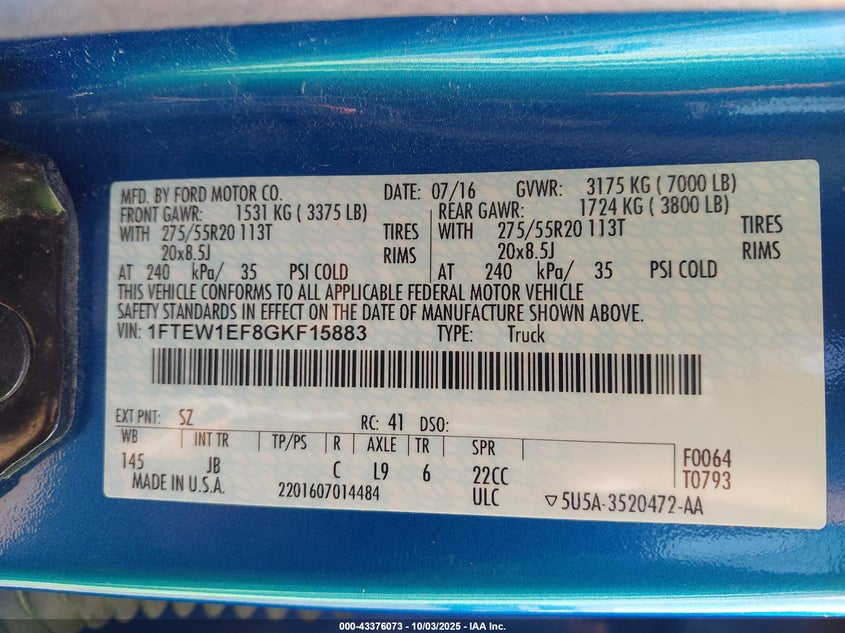 MFD. BY FORD MOTOR CO. DATE: 07/16 GVWR: 3175 KG ( 7000 LB)
FRONT GAWR: 1531 KG ( 3375 LB) REAR GAWR: 1724 KG ( 3800 LB)
WITH 275/55R20 113T TIRES WITH 275/55R20 113T TIRES
20x8.5J RIMS 20x8.5J RIMS
AT 240 kPa/ 35 PSI COLD AT 240 kPa/ 35 PSI COLD
THIS VEHICLE CONFORMS TO ALL APPLICABLE FEDERAL MOTOR VEHICLE
SAFETY STANDARDS IN EFFECT ON THE DATE OF MANUFACTURE SHOWN ABOVE.
VIN: 1FTEW1EF8GKF15883 TYPE: Truck
EXT PNT: SZ RC: 41 DSO:
WB INT TR TP/PS R AXLE TR SPR F0064
145 JB C L9 6 22CC T0793
MADE IN U.S.A. 2201607014484 ULC ▽5U5A-3520472-AA
000-43376073 - 10/03/2025 - IAA Inc.